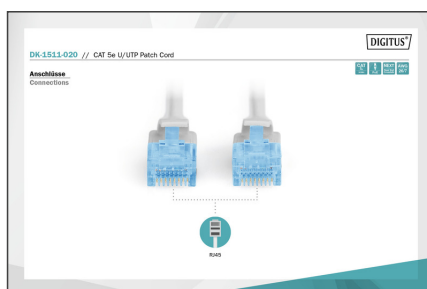 DIGITUS®
DK-1511-020 // CAT 5e U/UTP Patch Cord
Anschlüsse
Connections
RJ45